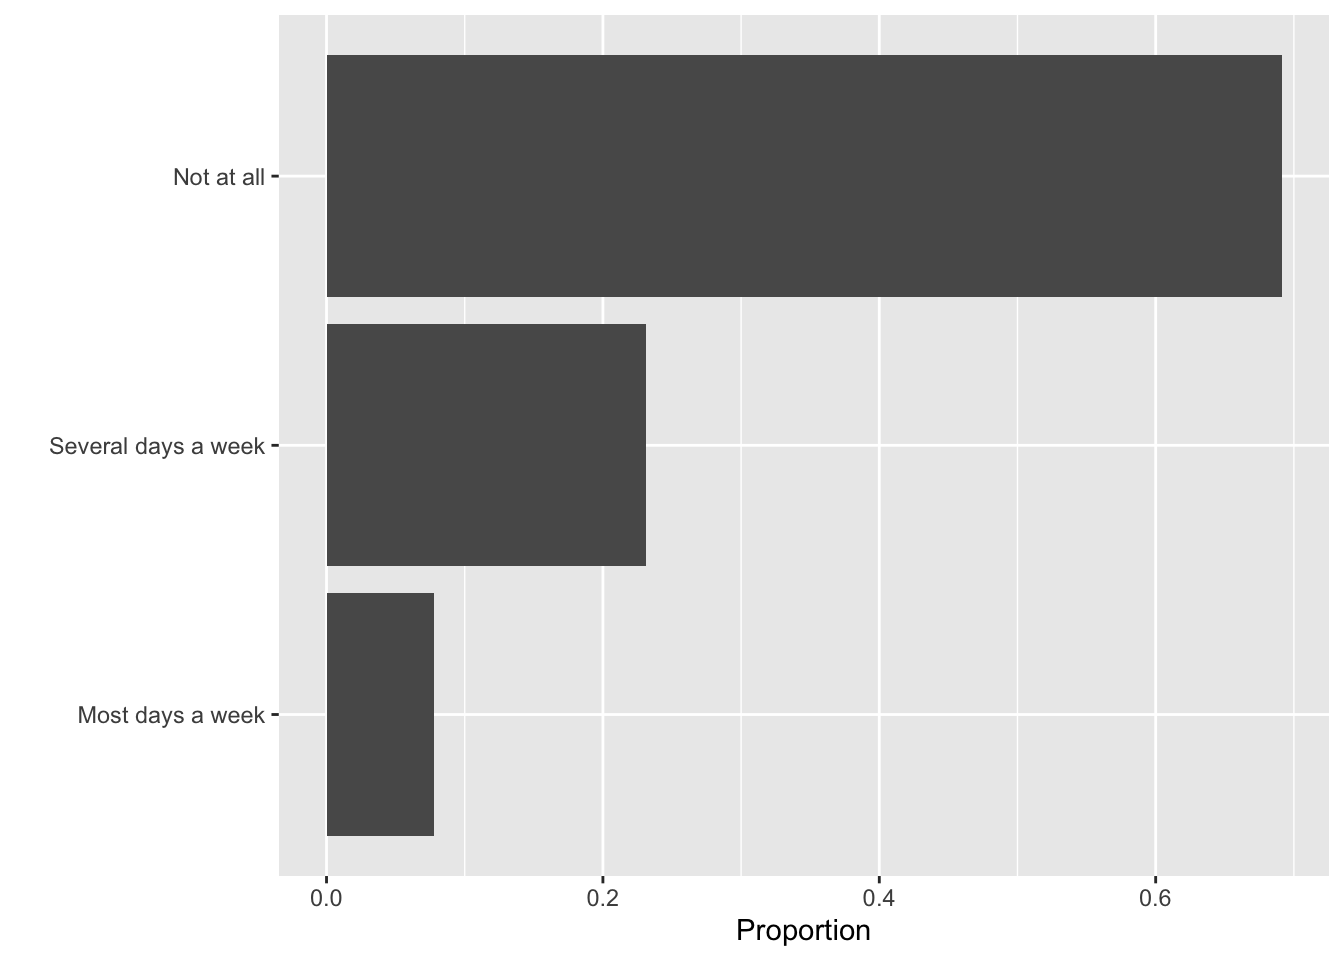 Not at all
Several days a week
Most days a week
0.0 0.2 0.4 0.6
Proportion